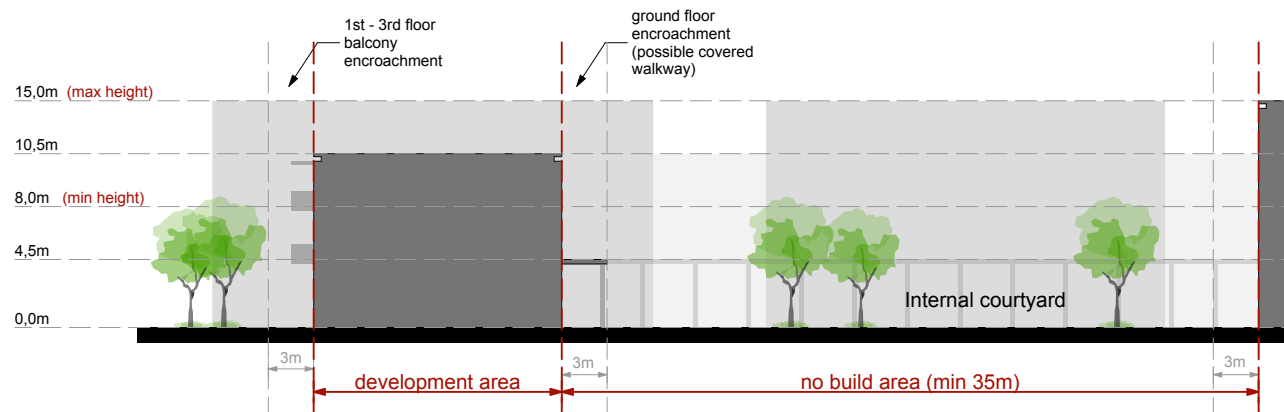 1st - 3rd floor
balcony
encroachment
ground floor
encroachment
(possible covered
walkway)
15,0m (max height)
10,5m
8,0m (min height)
4,5m
0,0m
Internal courtyard
3m
3m
3m
development area
no build area (min 35m)